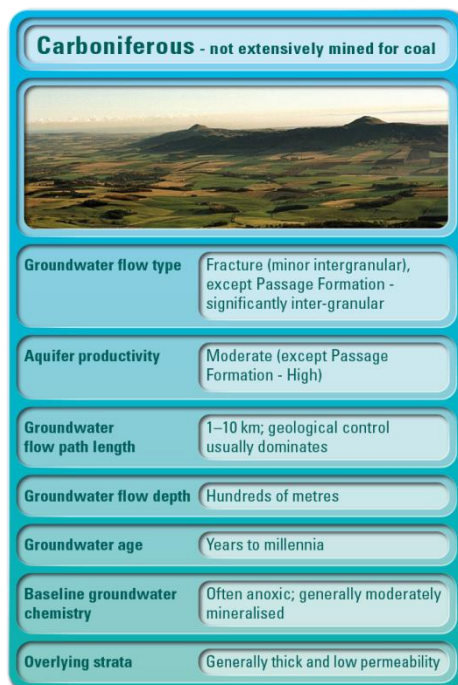 Carboniferous - not extensively mined for coal
Groundwater flow type
Fracture (minor intergranular),
except Passage Formation -
significantly inter-granular
Aquifer productivity
Moderate (except Passage
Formation - High)
Groundwater
flow path length
1–10 km; geological control
usually dominates
Groundwater flow depth
Hundreds of metres
Groundwater age
Years to millennia
Baseline groundwater
chemistry
Often anoxic; generally moderately
mineralised
Overlying strata
Generally thick and low permeability